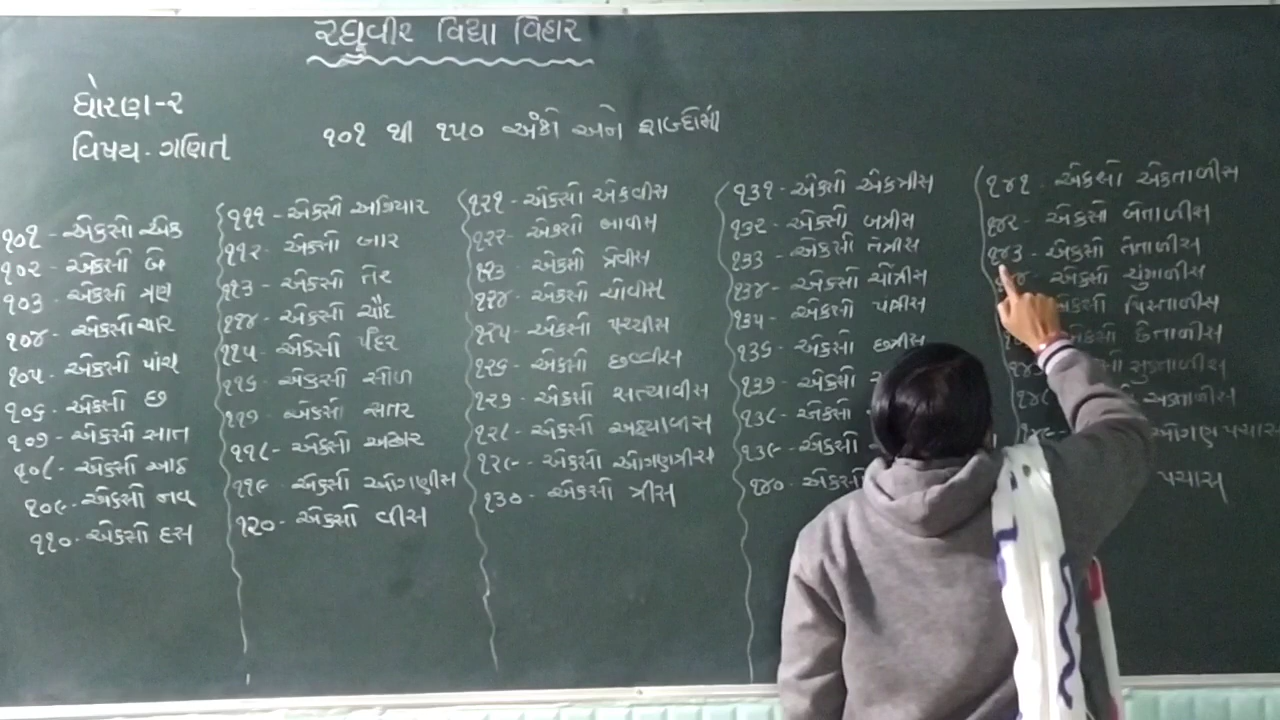 રઘુવીર વિદ્યા વિહાર
ધોરણ-૨
વિષય-ગણિત
૧૦૧ થી ૧૫૦ અંકો અને શબ્દોમાં
૧૦૧ - એકસો એક
૧૦૨ - એકસો બે
૧૦૩ - એકસો ત્રણ
૧૦૪ - એકસો ચાર
૧૦૫ - એકસો પાંચ
૧૦૬ - એકસો છ
૧૦૭ - એકસો સાત
૧૦૮ - એકસો આઠ
૧૦૯ - એકસો નવ
૧૧૦ - એકસો દસ
૧૧૧ - એકસો અગિયાર
૧૧૨ - એકસો બાર
૧૧૩ - એકસો તેર
૧૧૪ - એકસો ચૌદ
૧૧૫ - એકસો પંદર
૧૧૬ - એકસો સોળ
૧૧૭ - એકસો સતર
૧૧૮ - એકસો અઢાર
૧૧૯ - એકસો ઓગણીસ
૧૨૦ - એકસો વીસ
૧૨૧ - એકસો એકવીસ
૧૨૨ - એકસો બાવીસ
૧૨૩ - એકસો ત્રેવીસ
૧૨૪ - એકસો ચોવીસ
૧૨૫ - એકસો પચ્ચીસ
૧૨૬ - એકસો છવ્વીસ
૧૨૭ - એકસો સત્યાવીસ
૧૨૮ - એકસો અઠ્યાવીસ
૧૨૯ - એકસો ઓગણત્રીસ
૧૩૦ - એકસો ત્રીસ
૧૩૧ - એકસો એકત્રીસ
૧૩૨ - એકસો બત્રીસ
૧૩૩ - એકસો તેત્રીસ
૧૩૪ - એકસો ચોત્રીસ
૧૩૫ - એકસો પંત્રીસ
૧૩૬ - એકસો છત્રીસ
૧૩૭ - એકસો
૧૩૮ - એકસો
૧૩૯ - એકસો
૧૪૦ - એકસો
૧૪૧ - એકસો એકતાળીસ
૧૪૨ - એકસો બેતાળીસ
૧૪૩ - એકસો તેતાળીસ
એકસો ચુંમાળીસ
એકસો પિસ્તાળીસ
એકસો છેતાળીસ
સુડતાળીસ
અડતાળીસ
ઓગણપચાસ
પચાસ